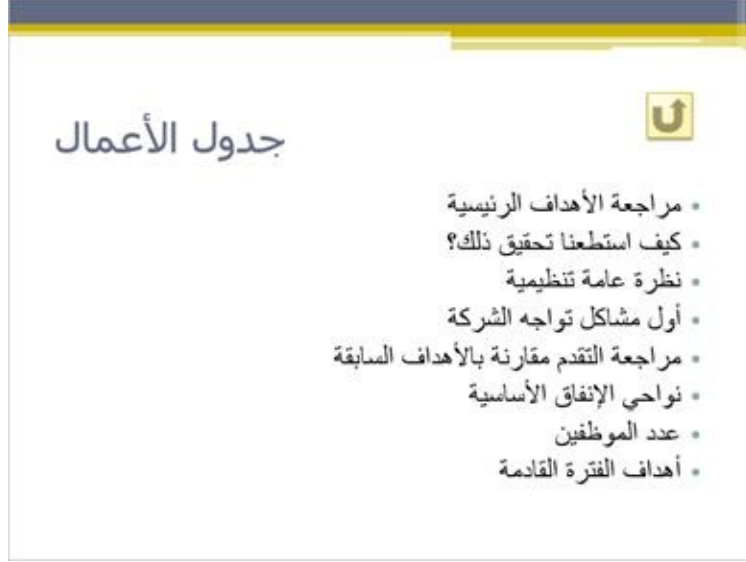 جدول الأعمال
مراجعة الأهداف الرئيسية
كيف استطعنا تحقيق ذلك؟
نظرة عامة تنظيمية
أول مشاكل تواجه الشركة
مراجعة التقدم مقارنة بالأهداف السابقة
نواحي الإنفاق الأساسية
عدد الموظفين
أهداف الفترة القادمة